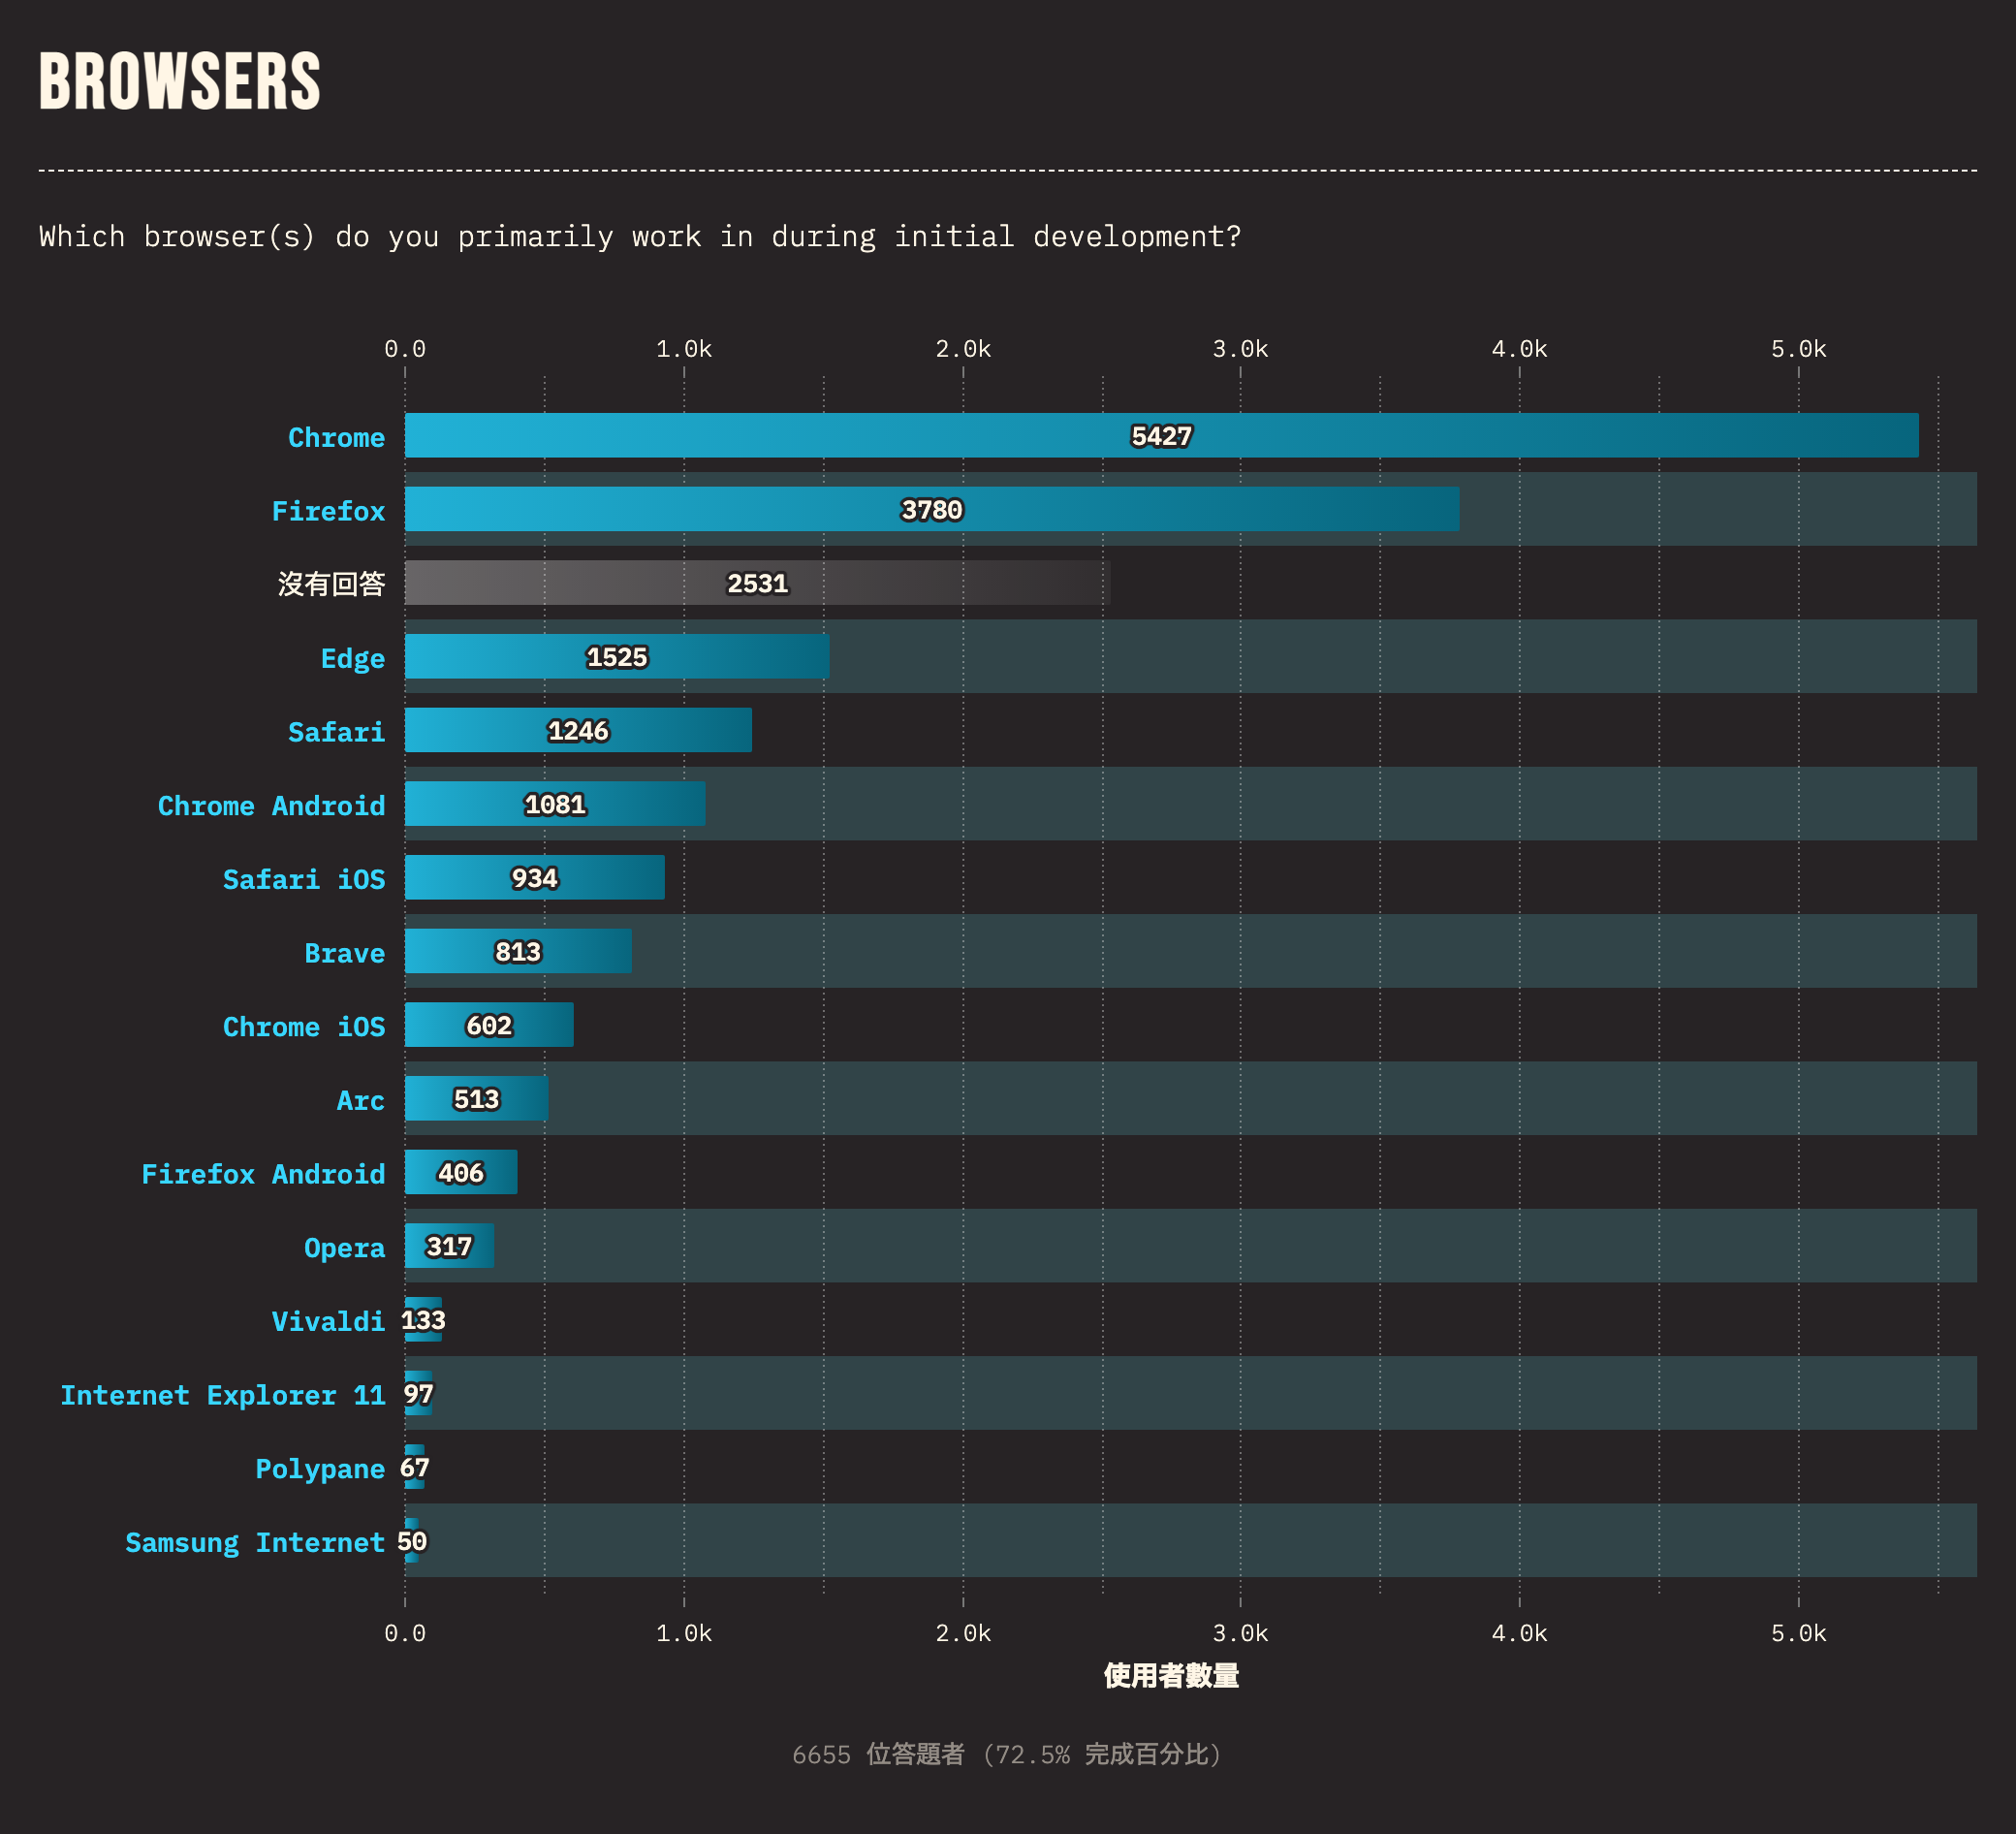 BROWSERS
Which browser(s) do you primarily work in during initial development?
0.0 1.0k 2.0k 3.0k 4.0k 5.0k
Chrome 5427
Firefox 3780
沒有回答 2531
Edge 1525
Safari 1246
Chrome Android 1081
Safari iOS 934
Brave 813
Chrome iOS 602
Arc 513
Firefox Android 406
Opera 317
Vivaldi 133
Internet Explorer 11 97
Polypane 67
Samsung Internet 50
0.0 1.0k 2.0k 3.0k 4.0k 5.0k
使用者數量
6655 位答題者 (72.5% 完成百分比)